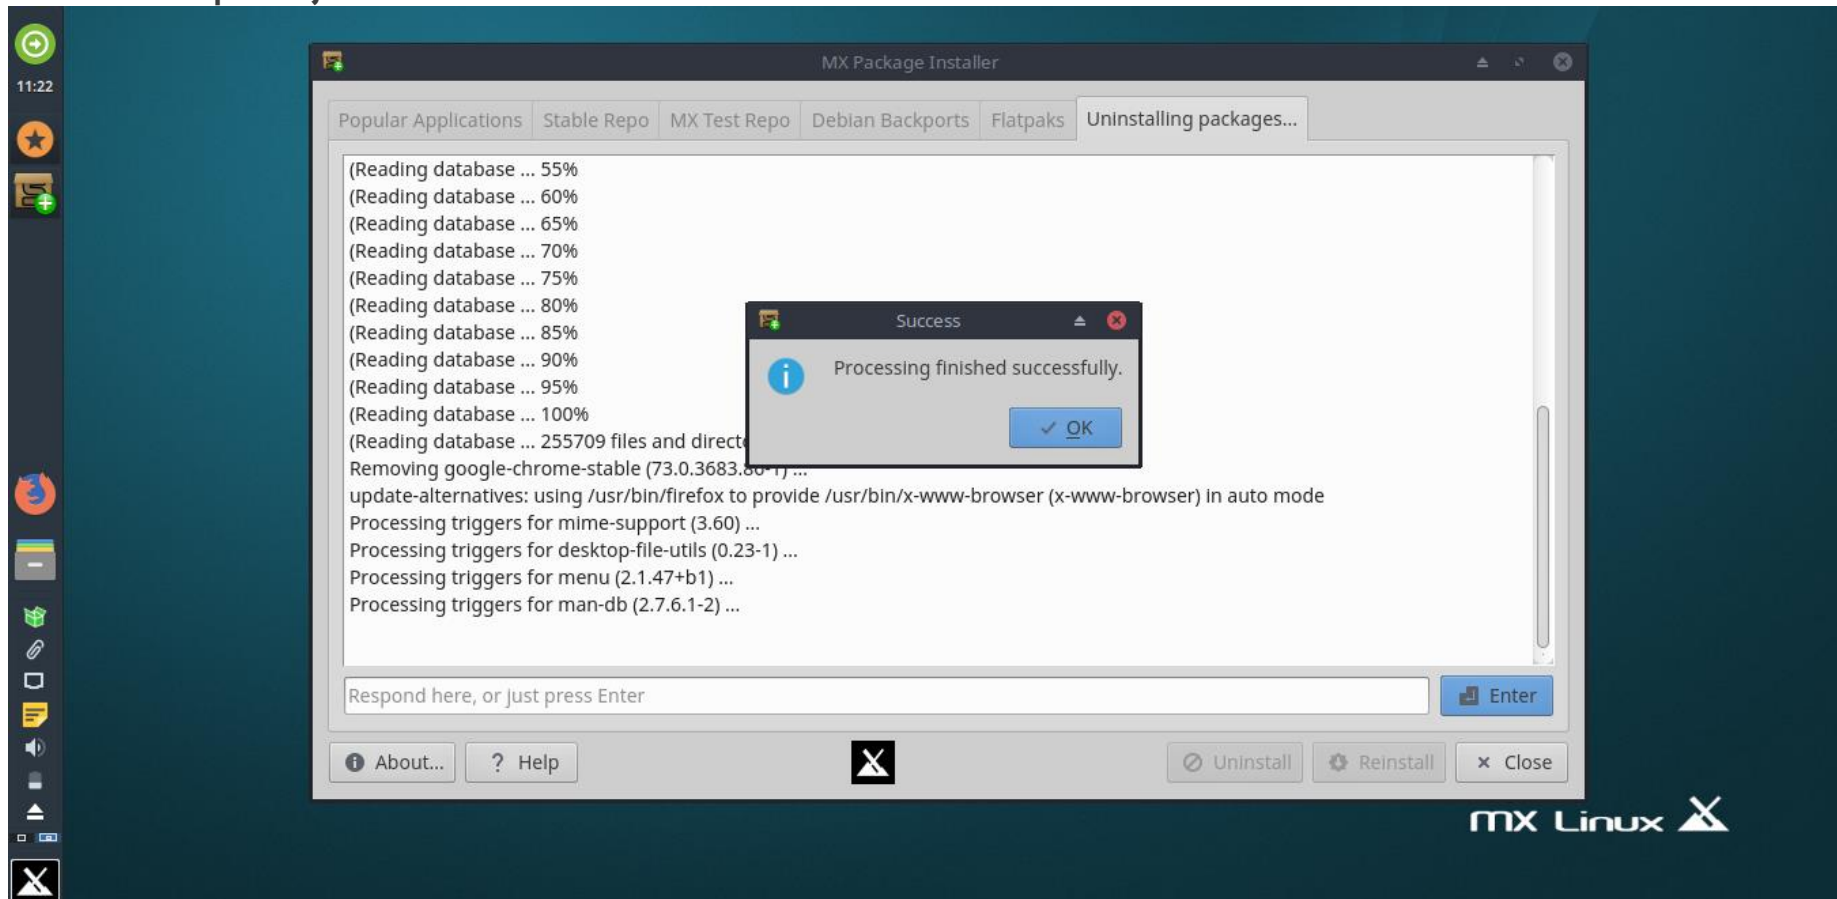 11:22
MX Package Installer
Popular Applications Stable Repo MX Test Repo Debian Backports Flatpaks Uninstalling packages...
(Reading database ... 55%
(Reading database ... 60%
(Reading database ... 65%
(Reading database ... 70%
(Reading database ... 75%
(Reading database ... 80%
(Reading database ... 85%
(Reading database ... 90%
(Reading database ... 95%
(Reading database ... 100%
(Reading database ... 255709 files and
Removing google-chrome-stable (73.0.3683.86-1) ...
update-alternatives: using /usr/bin/firefox to provide /usr/bin/x-www-browser (x-www-browser) in auto mode
Processing triggers for mime-support (3.60) ...
Processing triggers for desktop-file-utils (0.23-1) ...
Processing triggers for menu (2.1.47+b1) ...
Processing triggers for man-db (2.7.6.1-2) ...
Success
Processing finished successfully.
OK
Respond here, or just press Enter
Enter
About... ? Help Uninstall Reinstall Close
MX Linux